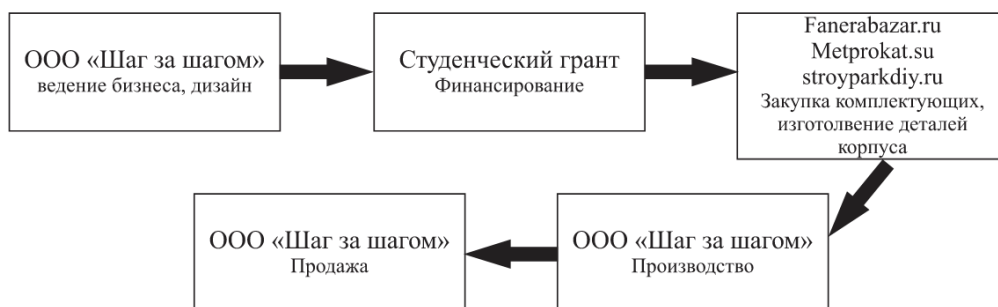 ООО «Шаг за шагом»
ведение бизнеса, дизайн
Студенческий грант
Финансирование
Fanerabazar.ru
Metprokat.su
stroyparkdiy.ru
Закупка комплектующих,
изготолвение деталей
корпуса
ООО «Шаг за шагом»
Продажа
ООО «Шаг за шагом»
Производство